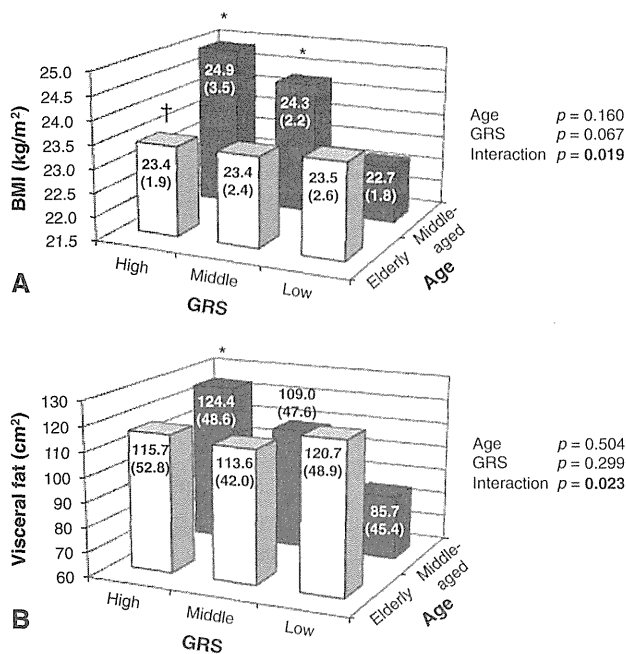 *
*
†
25.0
24.5
24.0
23.5
23.0
22.5
22.0
21.5
BMI (kg/m²)
24.9
(3.5)
24.3
(2.2)
22.7
(1.8)
23.4
(1.9)
23.4
(2.4)
23.5
(2.6)
High
Middle
Low
GRS
Elderly
Middle-
aged
Age
Age p = 0.160
GRS p = 0.067
Interaction p = 0.019
A
*
130
120
110
100
90
80
70
60
Visceral fat (cm²)
124.4
(48.6)
109.0
(47.6)
85.7
(45.4)
115.7
(52.8)
113.6
(42.0)
120.7
(48.9)
High
Middle
Low
GRS
Elderly
Middle-
aged
Age
Age p = 0.504
GRS p = 0.299
Interaction p = 0.023
B